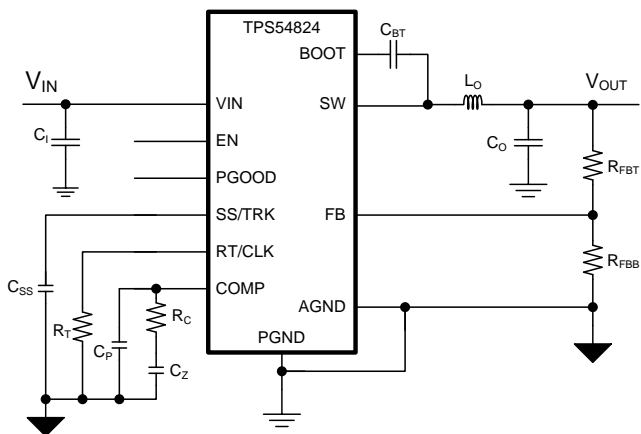 TPS54824
BOOT
C_BT
V_IN
VIN
SW
L_O
V_OUT
C_I
EN
C_O
R_FBT
PGOOD
SS/TRK
FB
RT/CLK
R_FBB
C_SS
COMP
R_T
R_C
AGND
C_P
PGND
C_Z